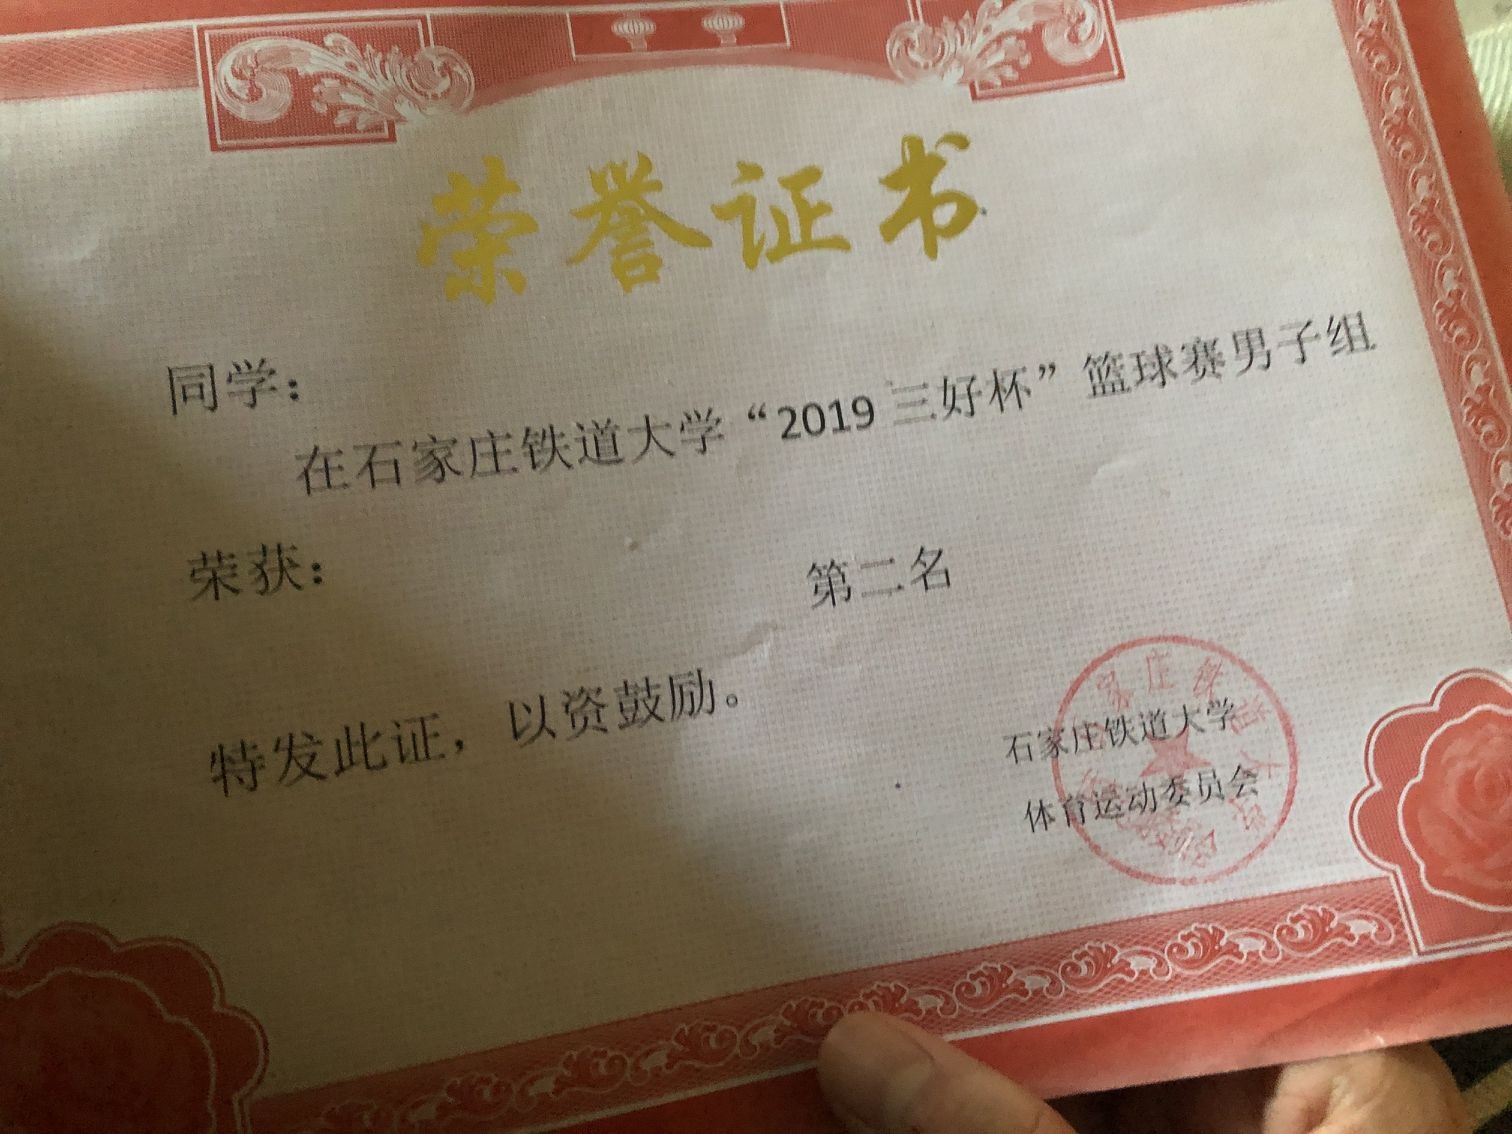 荣誉证书
同学：
在石家庄铁道大学“2019 三好杯”篮球赛男子组
荣获：
第二名
特发此证，以资鼓励。
石家庄铁道大学
体育运动委员会